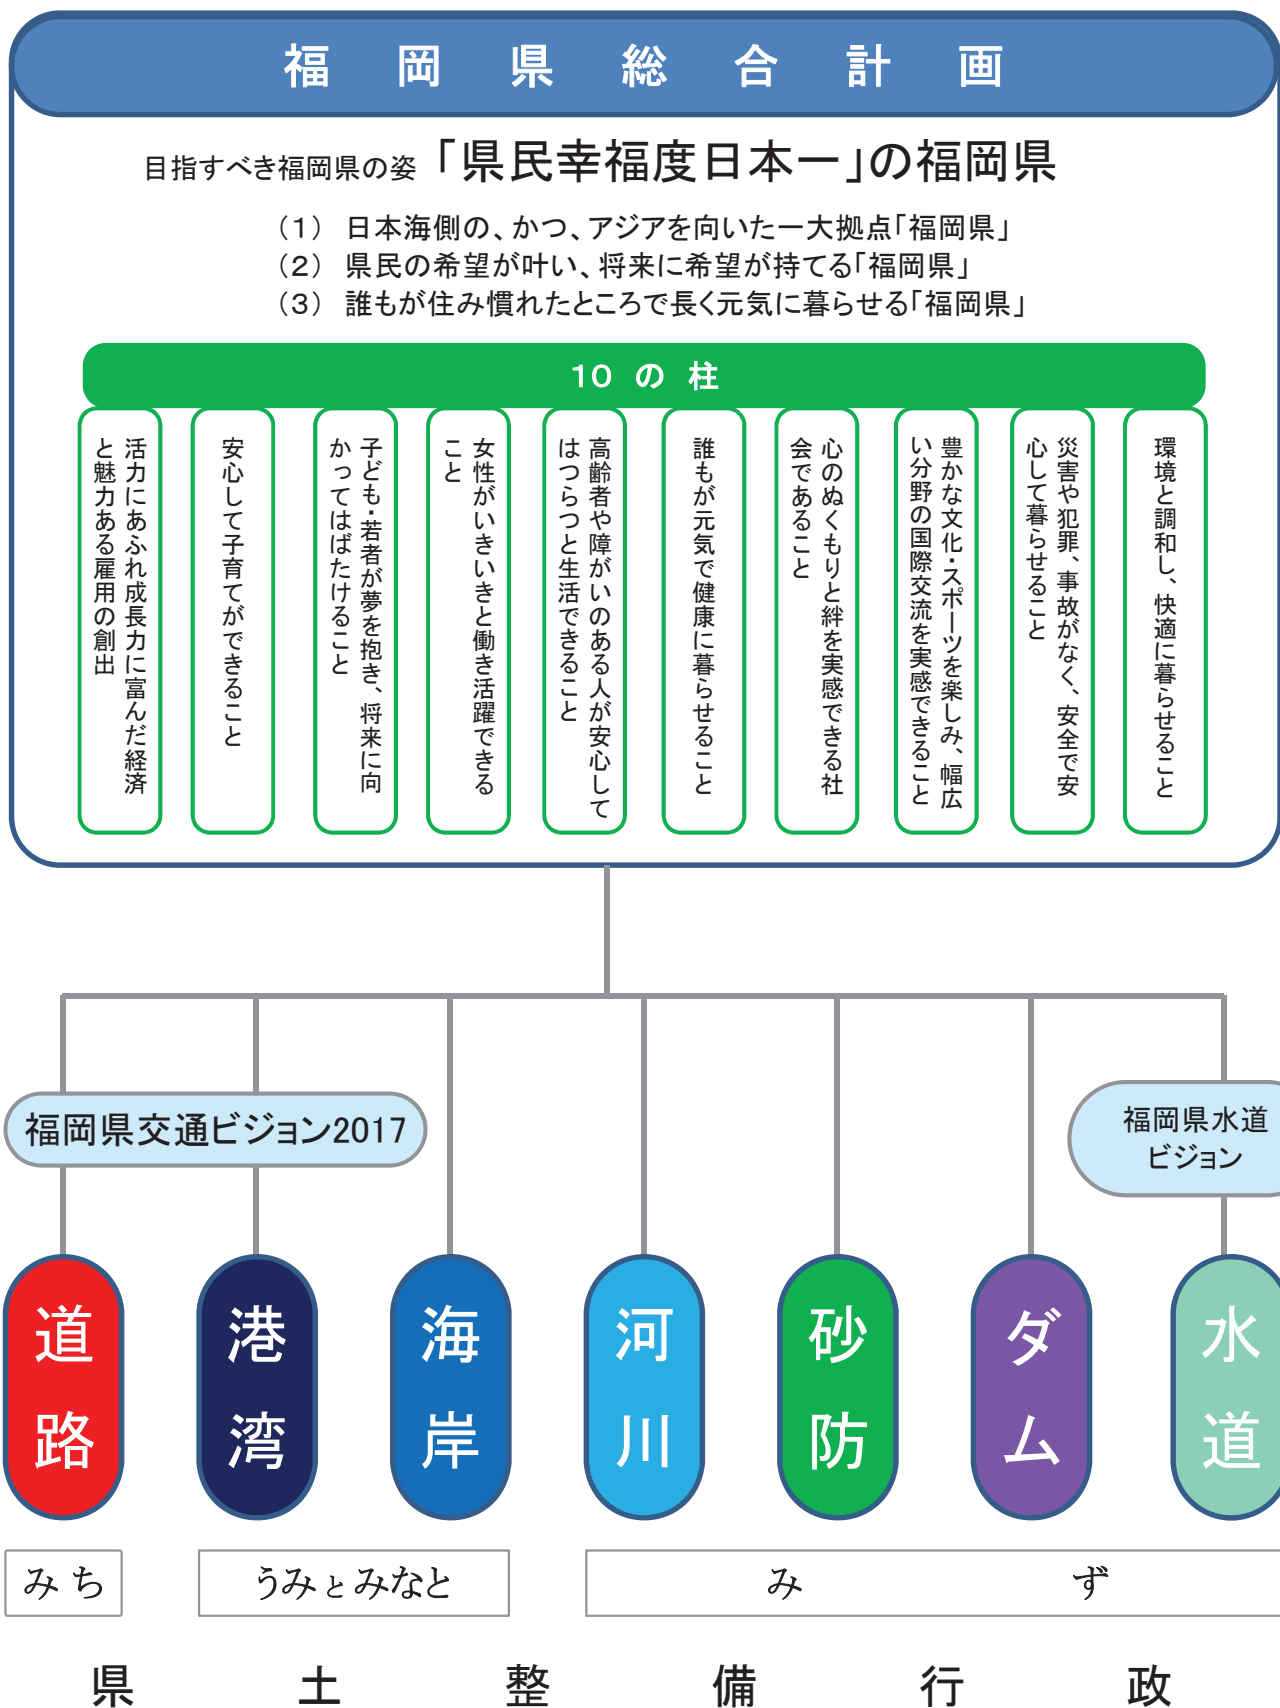 福岡県総合計画
目指すべき福岡県の姿「県民幸福度日本一」の福岡県
（１） 日本海側の、かつ、アジアを向いた一大拠点「福岡県」
（２） 県民の希望が叶い、将来に希望が持てる「福岡県」
（３） 誰もが住み慣れたところで長く元気に暮らせる「福岡県」
１０の柱
活力にあふれ成長力に富んだ経済
と魅力ある雇用の創出
安心して子育てができること
子ども・若者が夢を抱き、将来に向
かってはばたけること
女性がいきいきと働き活躍できる
こと
高齢者や障がいのある人が安心して
はつらつと生活できること
誰もが元気で健康に暮らせること
心のぬくもりと絆を実感できる社
会であること
豊かな文化・スポーツを楽しみ、幅広
い分野の国際交流を実感できること
災害や犯罪、事故がなく、安全で安
心して暮らせること
環境と調和し、快適に暮らせること
福岡県交通ビジョン2017
福岡県水道
ビジョン
道路
港湾
海岸
河川
砂防
ダム
水道
みち
うみとみなと
みず
県土整備行政